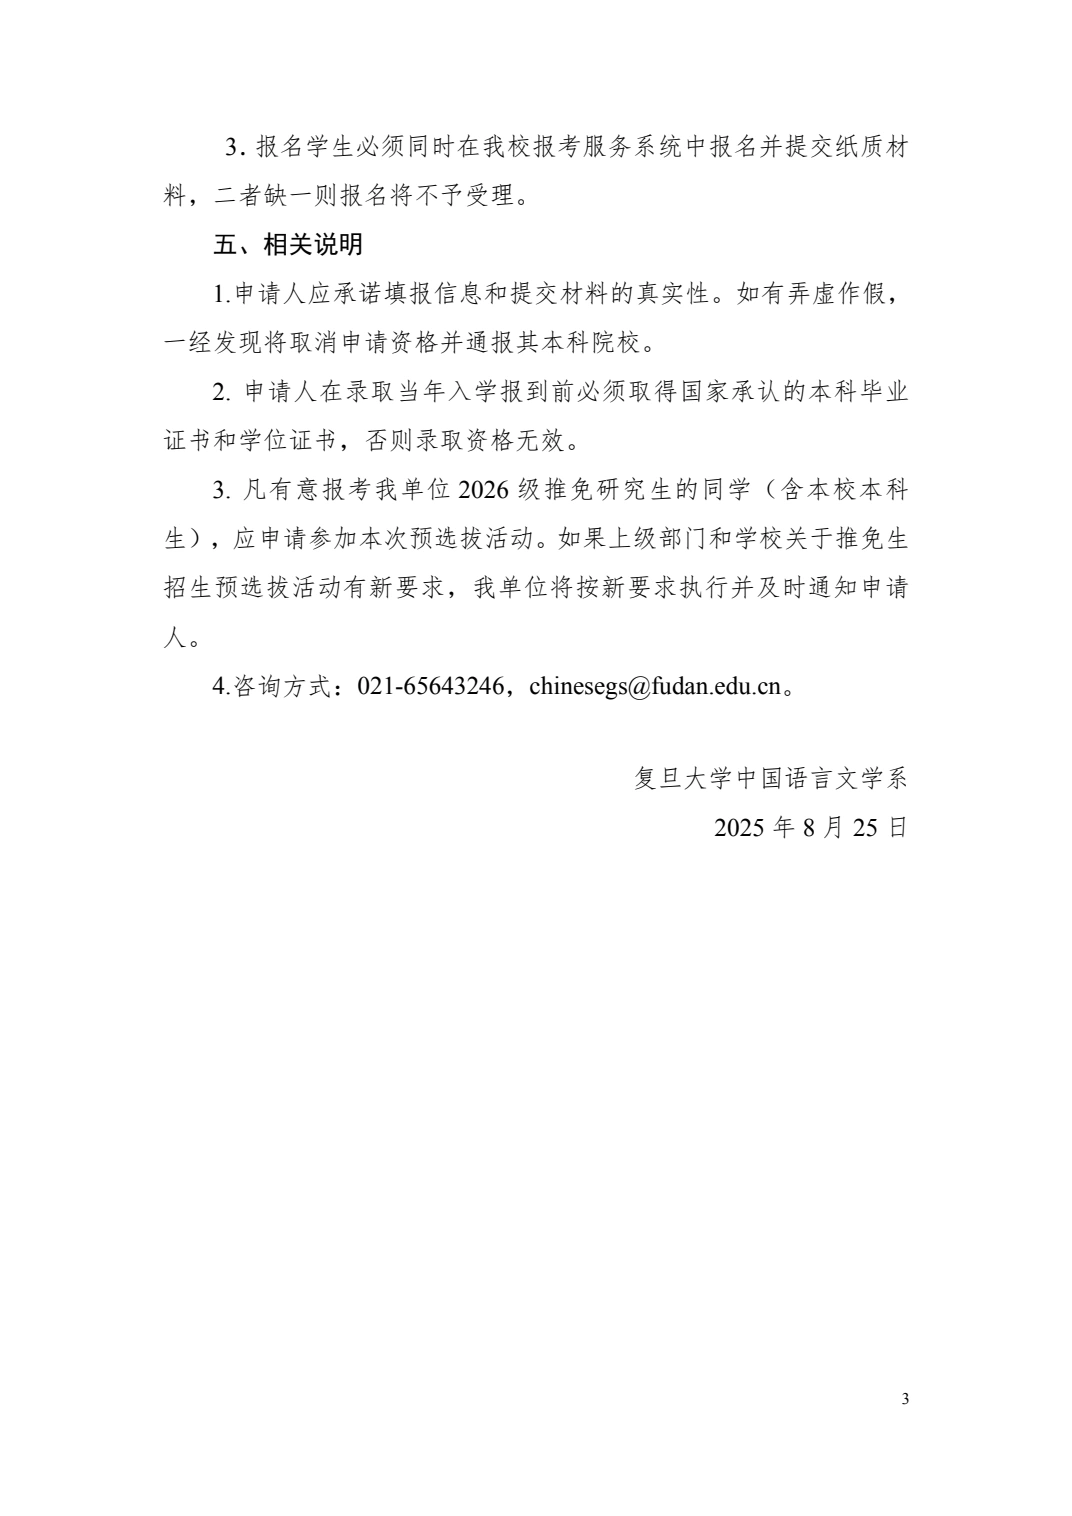 3. 报名学生必须同时在我校报考服务系统中报名并提交纸质材
料，二者缺一则报名将不予受理。
五、相关说明
1.申请人应承诺填报信息和提交材料的真实性。如有弄虚作假，
一经发现将取消申请资格并通报其本科院校。
2. 申请人在录取当年入学报到前必须取得国家承认的本科毕业
证书和学位证书，否则录取资格无效。
3. 凡有意报考我单位 2026 级推免研究生的同学（含本校本科
生），应申请参加本次预选拔活动。如果上级部门和学校关于推免生
招生预选拔活动有新要求，我单位将按新要求执行并及时通知申请
人。
4.咨询方式：021-65643246，chinesegs@fudan.edu.cn。
复旦大学中国语言文学系
2025 年 8 月 25 日
3